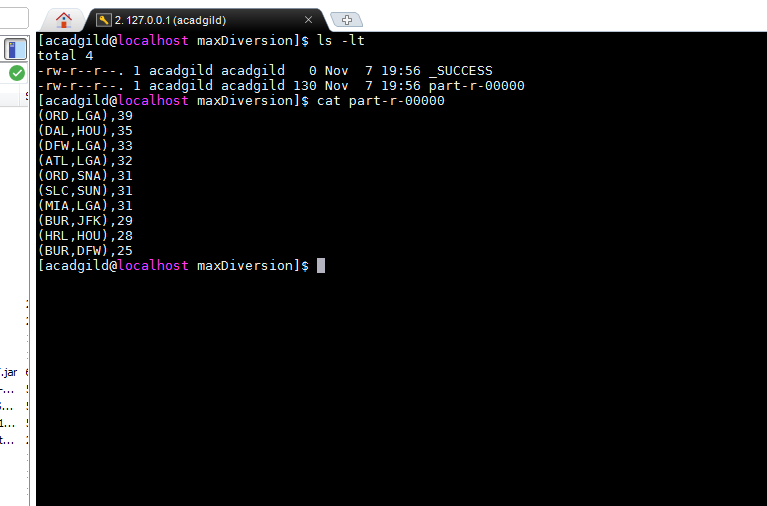 2. 127.0.0.1 (acadgild)
[acadgild@localhost maxDiversion]$ ls -lt
total 4
-rw-r--r--. 1 acadgild acadgild   0 Nov  7 19:56 _SUCCESS
-rw-r--r--. 1 acadgild acadgild 130 Nov  7 19:56 part-r-00000
[acadgild@localhost maxDiversion]$ cat part-r-00000
(ORD,LGA),39
(DAL,HOU),35
(DFW,LGA),33
(ATL,LGA),32
(ORD,SNA),31
(SLC,SUN),31
(MIA,LGA),31
(BUR,JFK),29
(HRL,HOU),28
(BUR,DFW),25
[acadgild@localhost maxDiversion]$
.jar